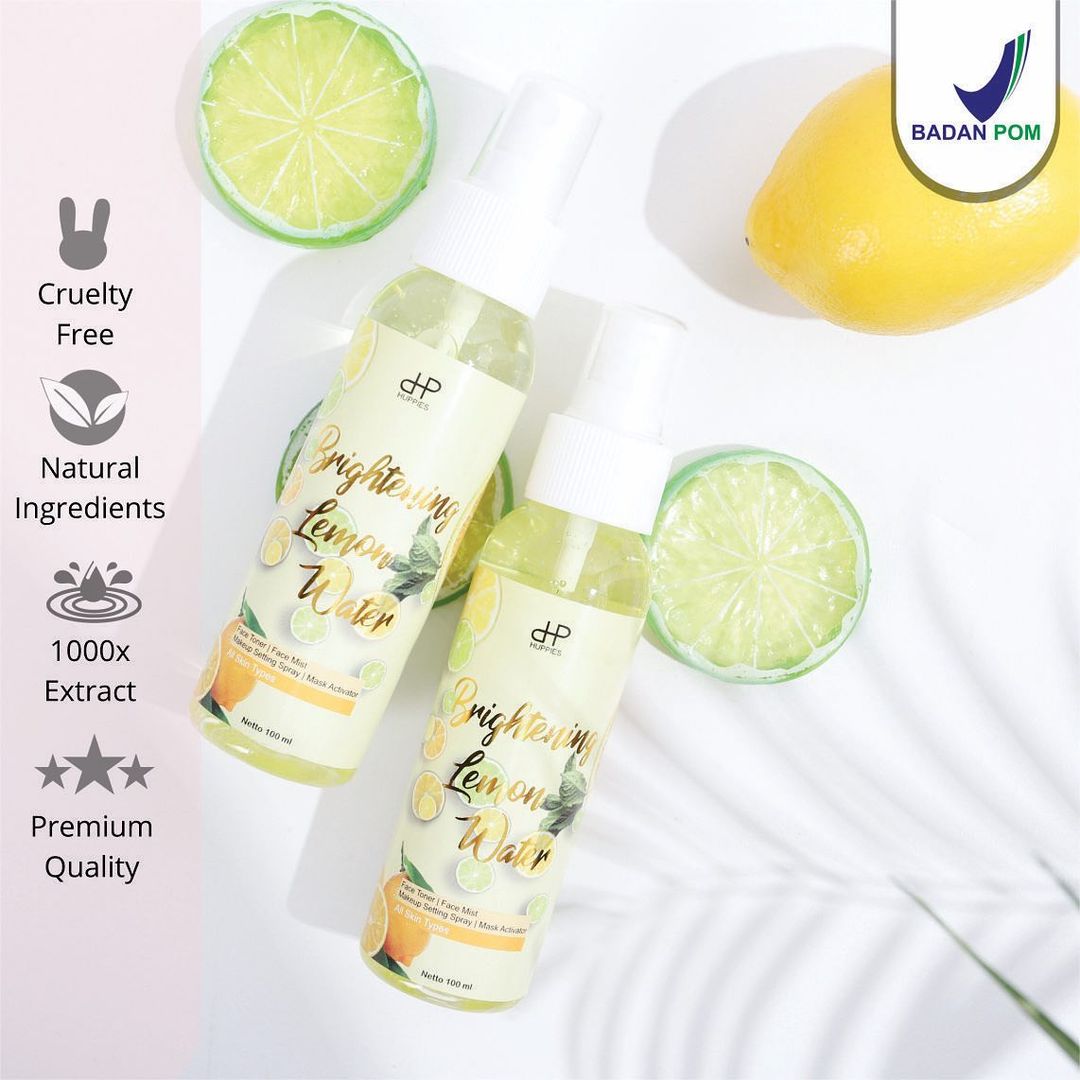 BADAN POM
Cruelty
Free
Natural
Ingredients
1000x
Extract
Premium
Quality
HP
HUPPIES
Brightening
Lemon
Water
Face Toner | Face Mist
Makeup Setting Spray | Mask Activator
All Skin Types
Netto 100 ml
HP
HUPPIES
Brightening
Lemon
Water
Face Toner | Face Mist
Makeup Setting Spray | Mask Activator
All Skin Types
Netto 100 ml